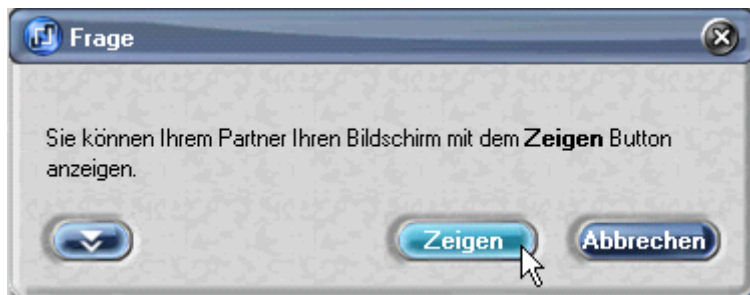 Frage
Sie können Ihrem Partner Ihren Bildschirm mit dem Zeigen Button
anzeigen.
Zeigen
Abbrechen